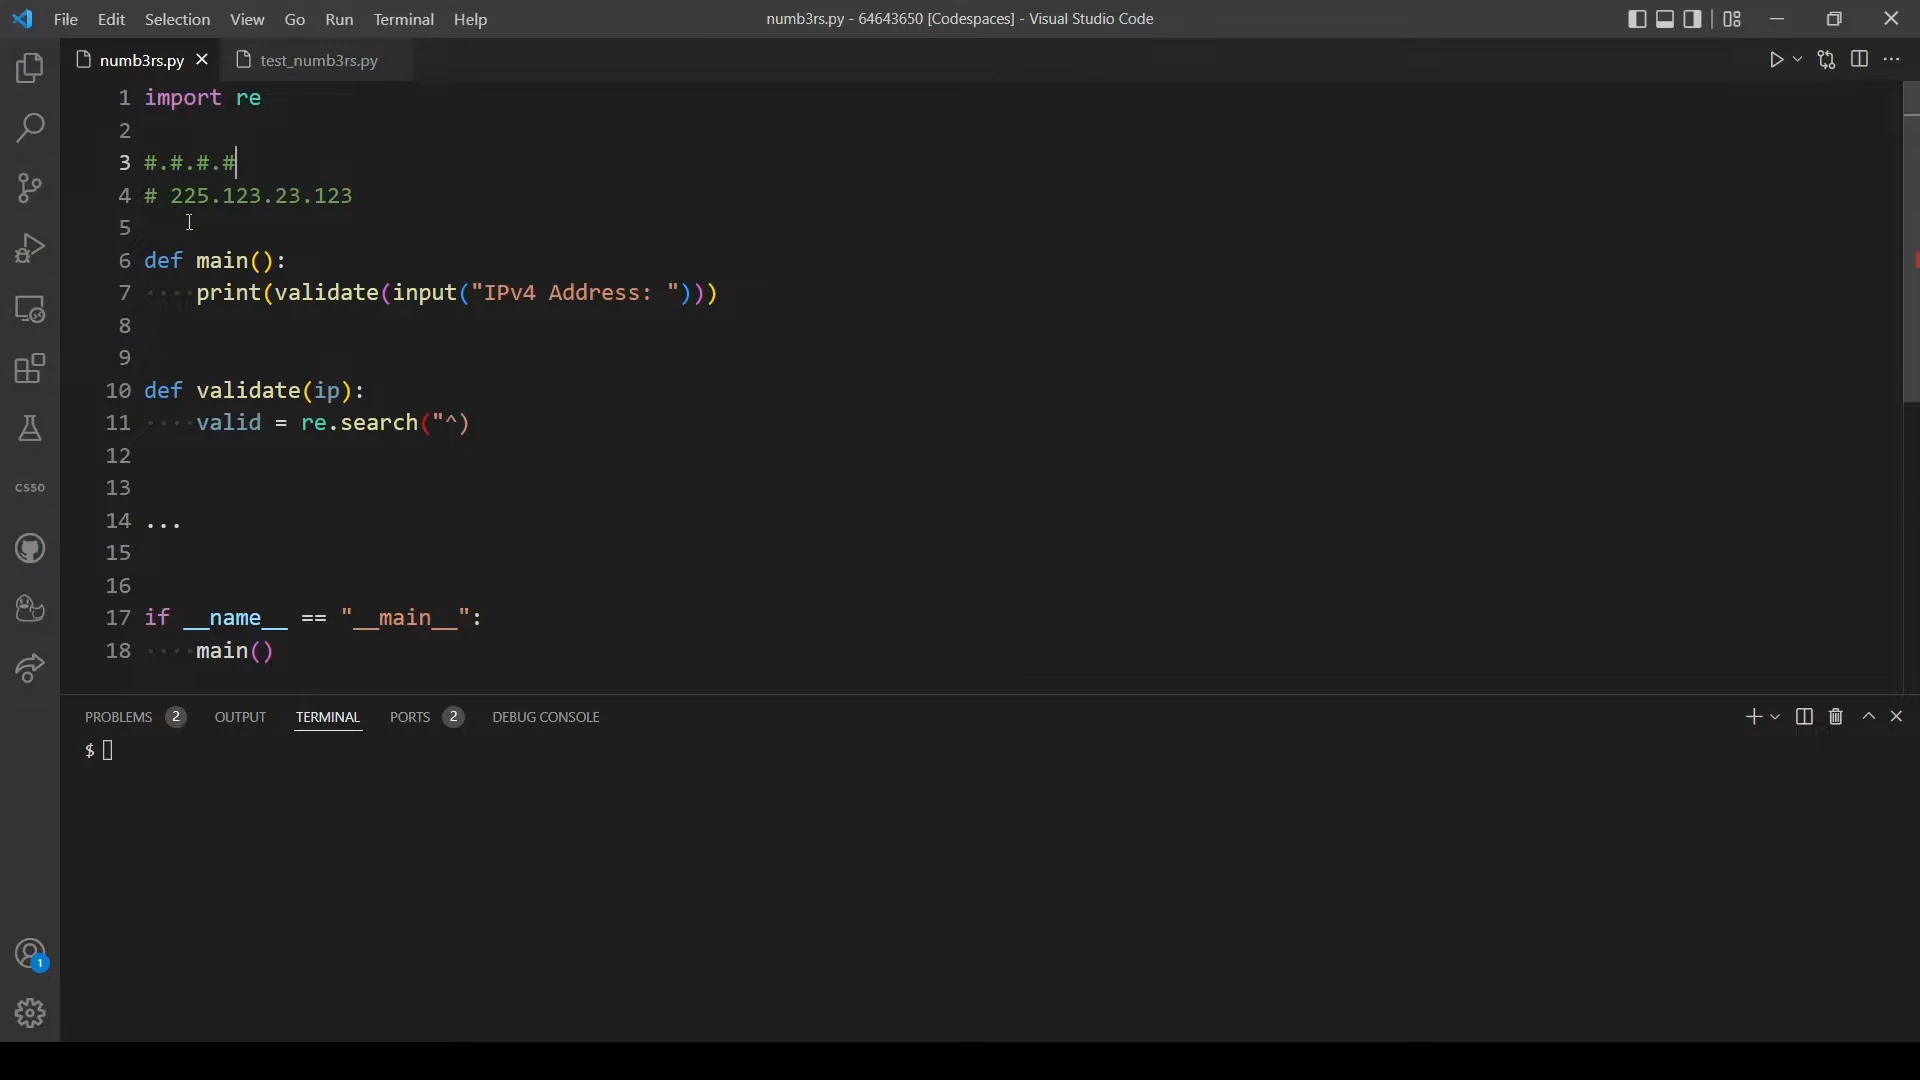 File Edit Selection View Go Run Terminal Help
numb3rs.py - 64643650 [Codespaces] - Visual Studio Code
numb3rs.py
test_numb3rs.py
1 import re
2
3 #.#.#.#
4 # 225.123.23.123
5
6 def main():
7 ····print(validate(input("IPv4 Address: ")))
8
9
10 def validate(ip):
11 ····valid = re.search("^)
12
13
14 ...
15
16
17 if __name__ == "__main__":
18 ····main()
CS50
PROBLEMS 2 OUTPUT TERMINAL PORTS 2 DEBUG CONSOLE
$
1